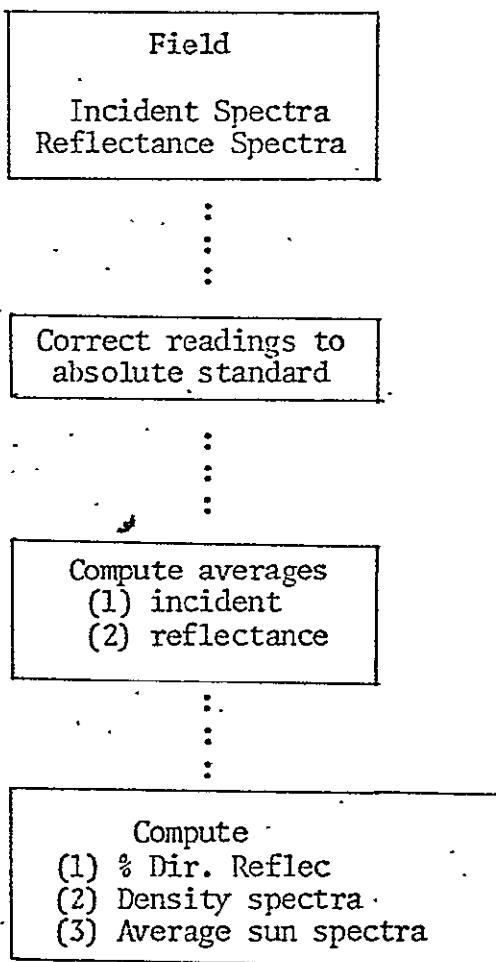 Field
Incident Spectra
Reflectance Spectra
Correct readings to
absolute standard
Compute averages
(1) incident
(2) reflectance
Compute
(1) % Dir. Reflec
(2) Density spectra
(3) Average sun spectra